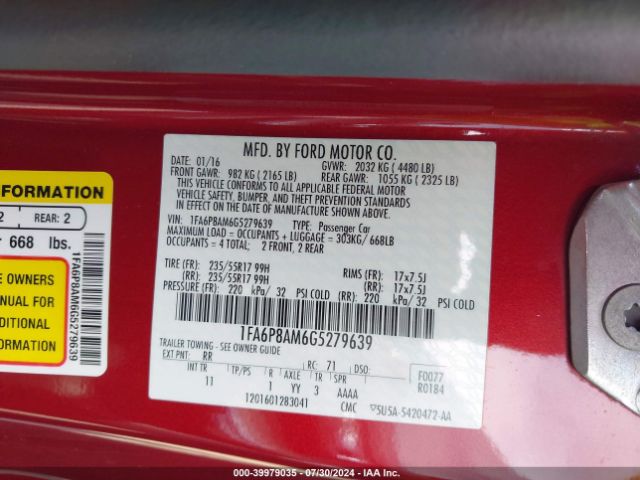 FORMATION
2 REAR: 2
r 668 lbs.
E OWNERS
NUAL FOR
DITIONAL
ORMATION
1FA6P8AM6G5279639
MFD. BY FORD MOTOR CO.
DATE: 01/16 GVWR: 2032 KG ( 4480 LB)
FRONT GAWR: 982 KG ( 2165 LB) REAR GAWR: 1055 KG ( 2325 LB)
THIS VEHICLE CONFORMS TO ALL APPLICABLE FEDERAL MOTOR
VEHICLE SAFETY, BUMPER, AND THEFT PREVENTION STANDARDS
IN EFFECT ON THE DATE OF MANUFACTURE SHOWN ABOVE.
VIN: 1FA6P8AM6G5279639 TYPE: Passenger Car
MAXIMUM LOAD = OCCUPANTS + LUGGAGE = 303KG/ 668LB
OCCUPANTS = 4 TOTAL: 2 FRONT, 2 REAR
TIRE (FR): 235/55R17 99H RIMS (FR): 17x7.5J
(RR): 235/55R17 99H (RR): 17x7.5J
PRESSURE (FR): 220 kPa/ 32 PSI COLD (RR): 220 kPa/ 32 PSI COLD
1FA6P8AM6G5279639
TRAILER TOWING - SEE OWNER GUIDE
EXT PNT: RR RC: 71 DSO: F0077
INT TR TP/PS R AXLE TR SPR R0184
11 1 YY 3 AAAA
1201601283041 CMC 5U5A-5420472-AA
000-39979035 - 07/30/2024 - IAA Inc.